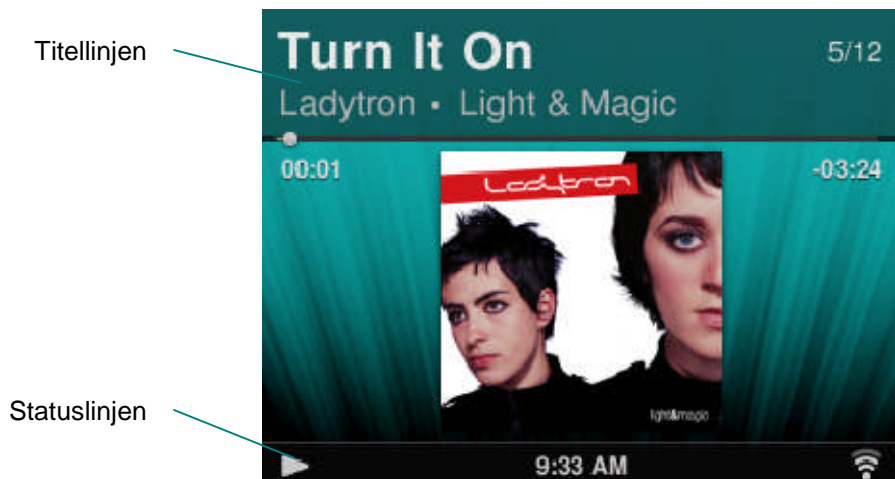 Titellinjen
Turn It On
5/12
Ladytron • Light & Magic
00:01
-03:24
Ladytron
light&magic
Statuslinjen
9:33 AM